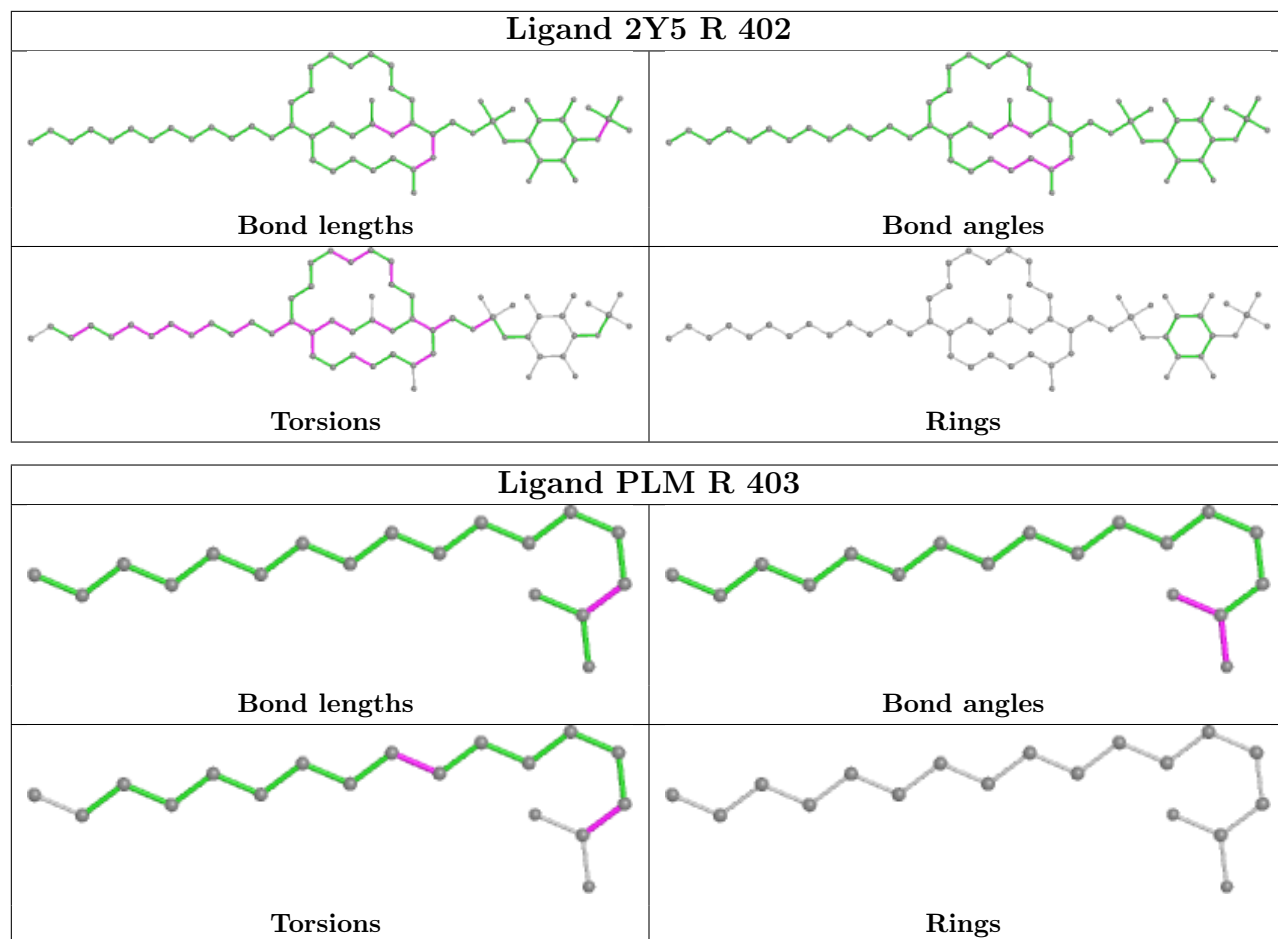 Ligand 2Y5 R 402
Bond lengths
Bond angles
Torsions
Rings
Ligand PLM R 403
Bond lengths
Bond angles
Torsions
Rings